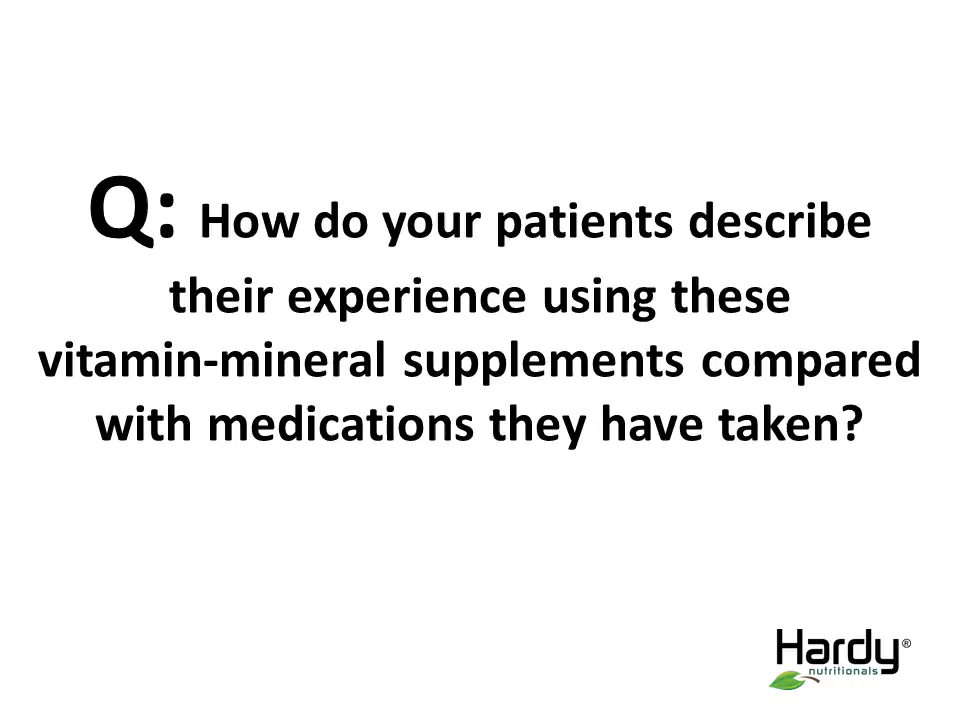 Q: How do your patients describe
their experience using these
vitamin-mineral supplements compared
with medications they have taken?
Hardy®
nutritionals